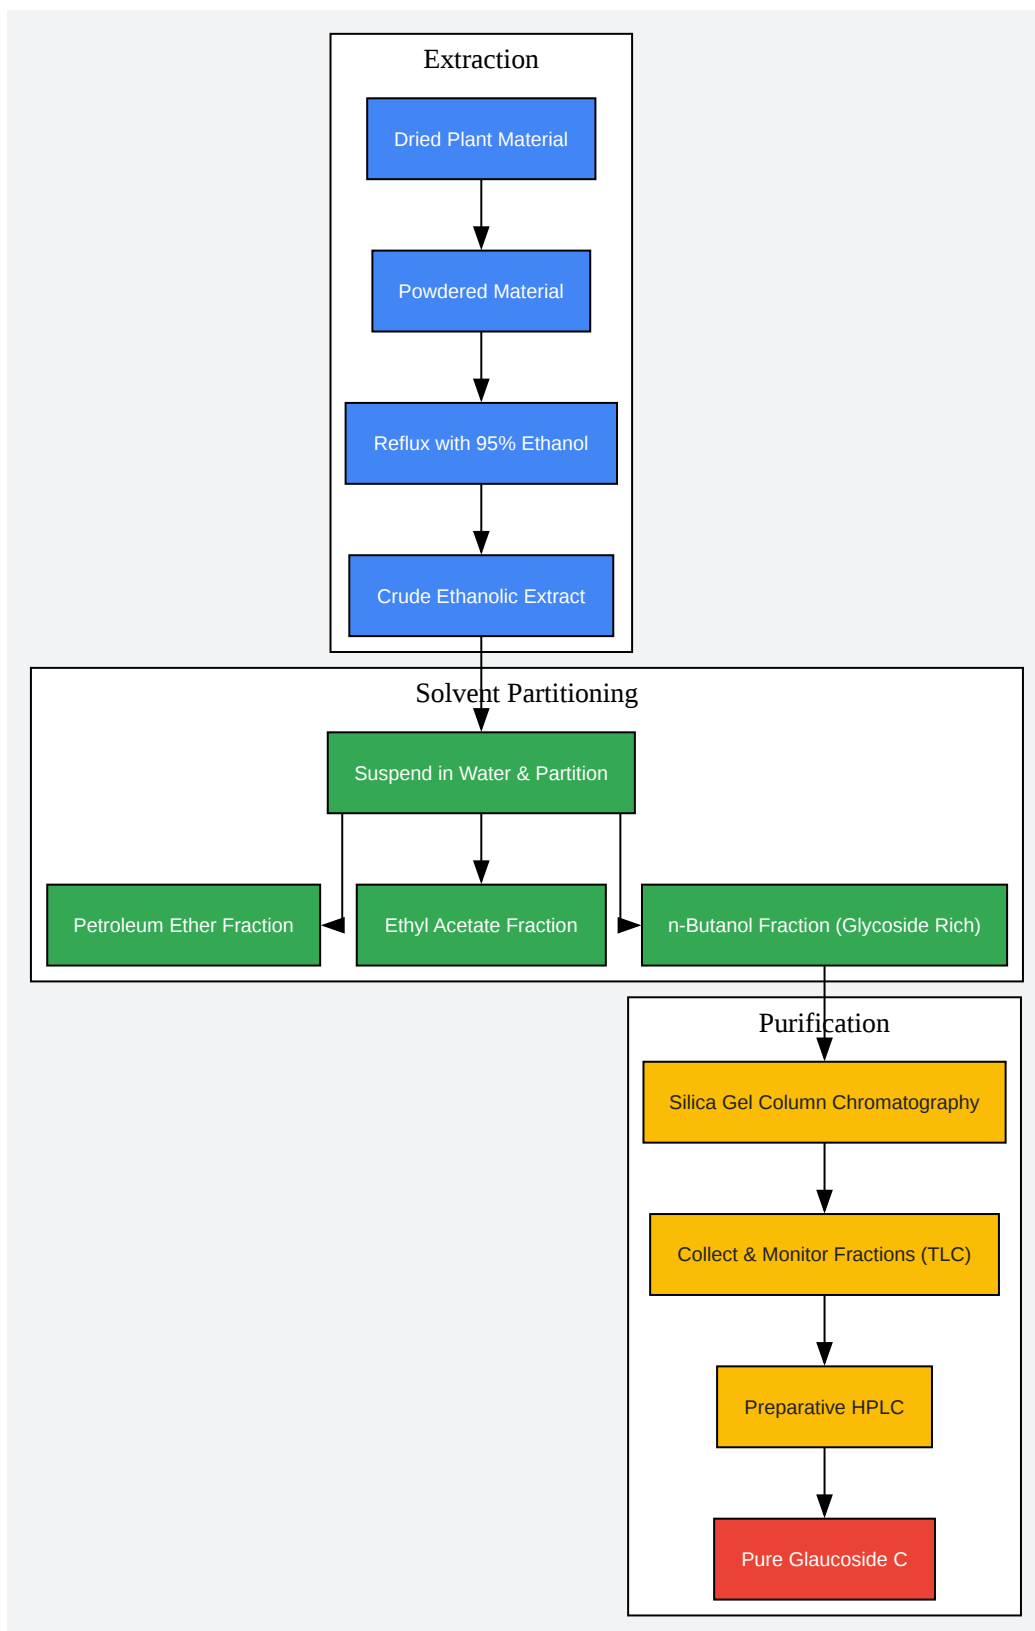 Extraction
Dried Plant Material
Powdered Material
Reflux with 95% Ethanol
Crude Ethanolic Extract
Solvent Partitioning
Suspend in Water & Partition
Petroleum Ether Fraction
Ethyl Acetate Fraction
n-Butanol Fraction (Glycoside Rich)
Purification
Silica Gel Column Chromatography
Collect & Monitor Fractions (TLC)
Preparative HPLC
Pure Glaucoside C